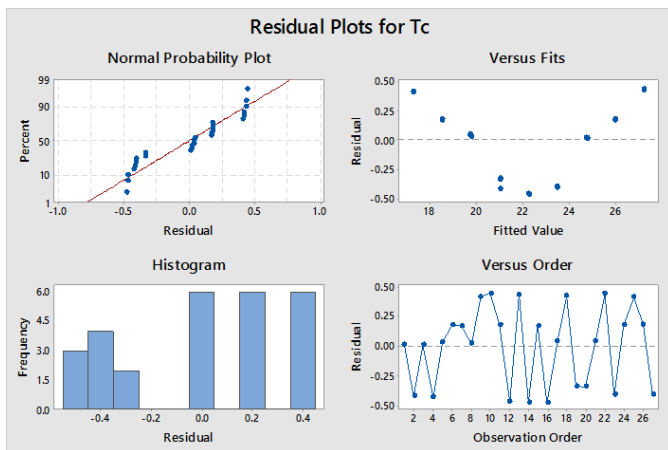 Residual Plots for Tc
Normal Probability Plot
99
90
50
10
1
Percent
-1.0 -0.5 0.0 0.5 1.0
Residual
Versus Fits
0.50
0.25
0.00
-0.25
-0.50
Residual
18 20 22 24 26
Fitted Value
Histogram
6.0
4.5
3.0
1.5
0.0
Frequency
-0.4 -0.2 0.0 0.2 0.4
Residual
Versus Order
0.50
0.25
0.00
-0.25
-0.50
Residual
2 4 6 8 10 12 14 16 18 20 22 24 26
Observation Order